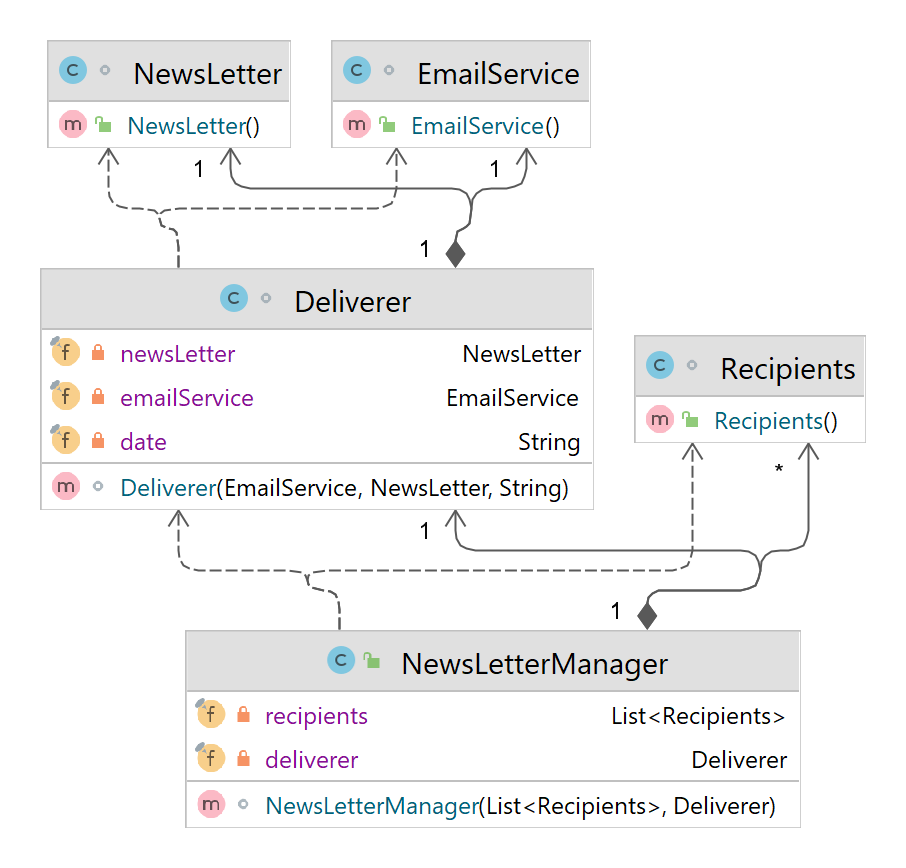 C NewsLetter
m NewsLetter()
C EmailService
m EmailService()
1
1
1
C Deliverer
f newsLetter NewsLetter
f emailService EmailService
f date String
m Deliverer(EmailService, NewsLetter, String)
C Recipients
m Recipients()
*
1
1
C NewsLetterManager
f recipients List<Recipients>
f deliverer Deliverer
m NewsLetterManager(List<Recipients>, Deliverer)